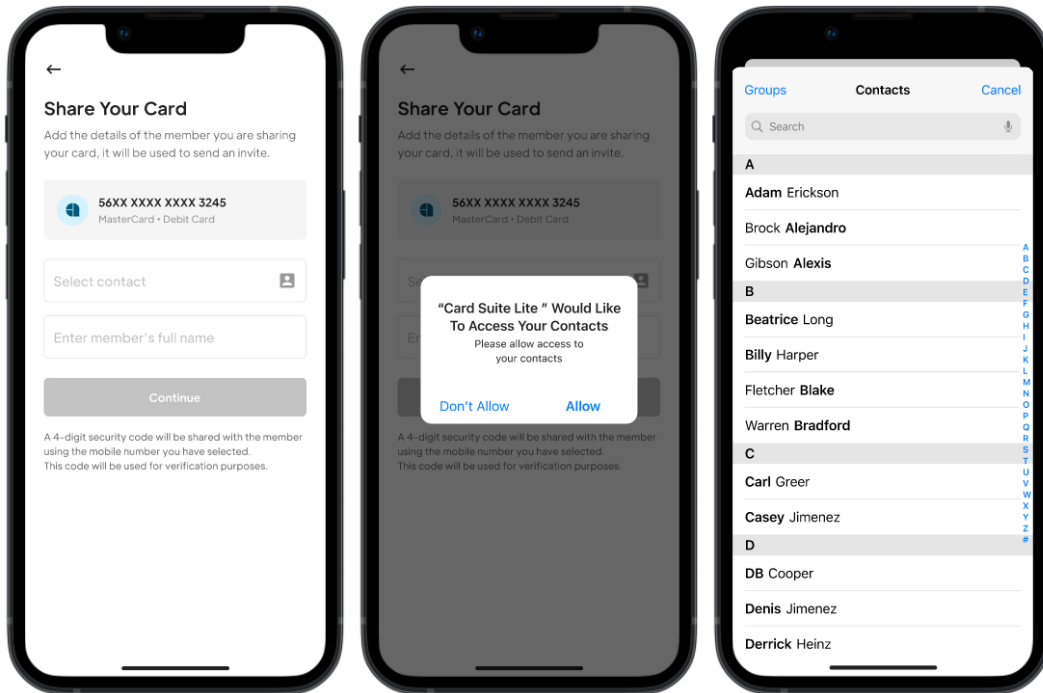 Share Your Card
Add the details of the member you are sharing
your card, it will be used to send an invite.
56XX XXXX XXXX 3245
MasterCard • Debit Card
Select contact
Enter member's full name
Continue
A 4-digit security code will be shared with the member
using the mobile number you have selected.
This code will be used for verification purposes.
Share Your Card
Add the details of the member you are sharing
your card, it will be used to send an invite.
56XX XXXX XXXX 3245
MasterCard • Debit Card
“Card Suite Lite ” Would Like
To Access Your Contacts
Please allow access to
your contacts
Don't Allow
Allow
A 4-digit security code will be shared with the member
using the mobile number you have selected.
This code will be used for verification purposes.
Groups
Contacts
Cancel
Search
A
Adam Erickson
Brock Alejandro
Gibson Alexis
B
Beatrice Long
Billy Harper
Fletcher Blake
Warren Bradford
C
Carl Greer
Casey Jimenez
D
DB Cooper
Denis Jimenez
Derrick Heinz
A
B
C
D
E
F
G
H
I
J
K
L
M
N
O
P
Q
R
S
T
U
V
W
X
Y
Z
#